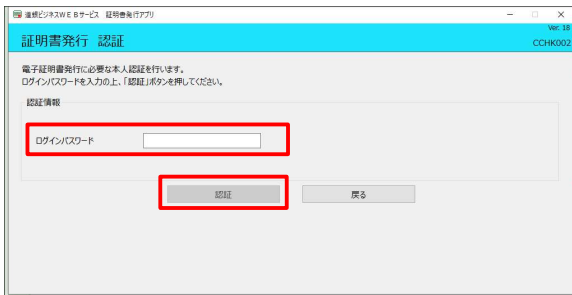 道銀ビジネスWEBサービス 証明書発行アプリ
Ver. 18
証明書発行 認証
CCHK002
電子証明書発行に必要な本人認証を行います。
ログインパスワードを入力の上、「認証」ボタンを押してください。
認証情報
ログインパスワード
認証
戻る